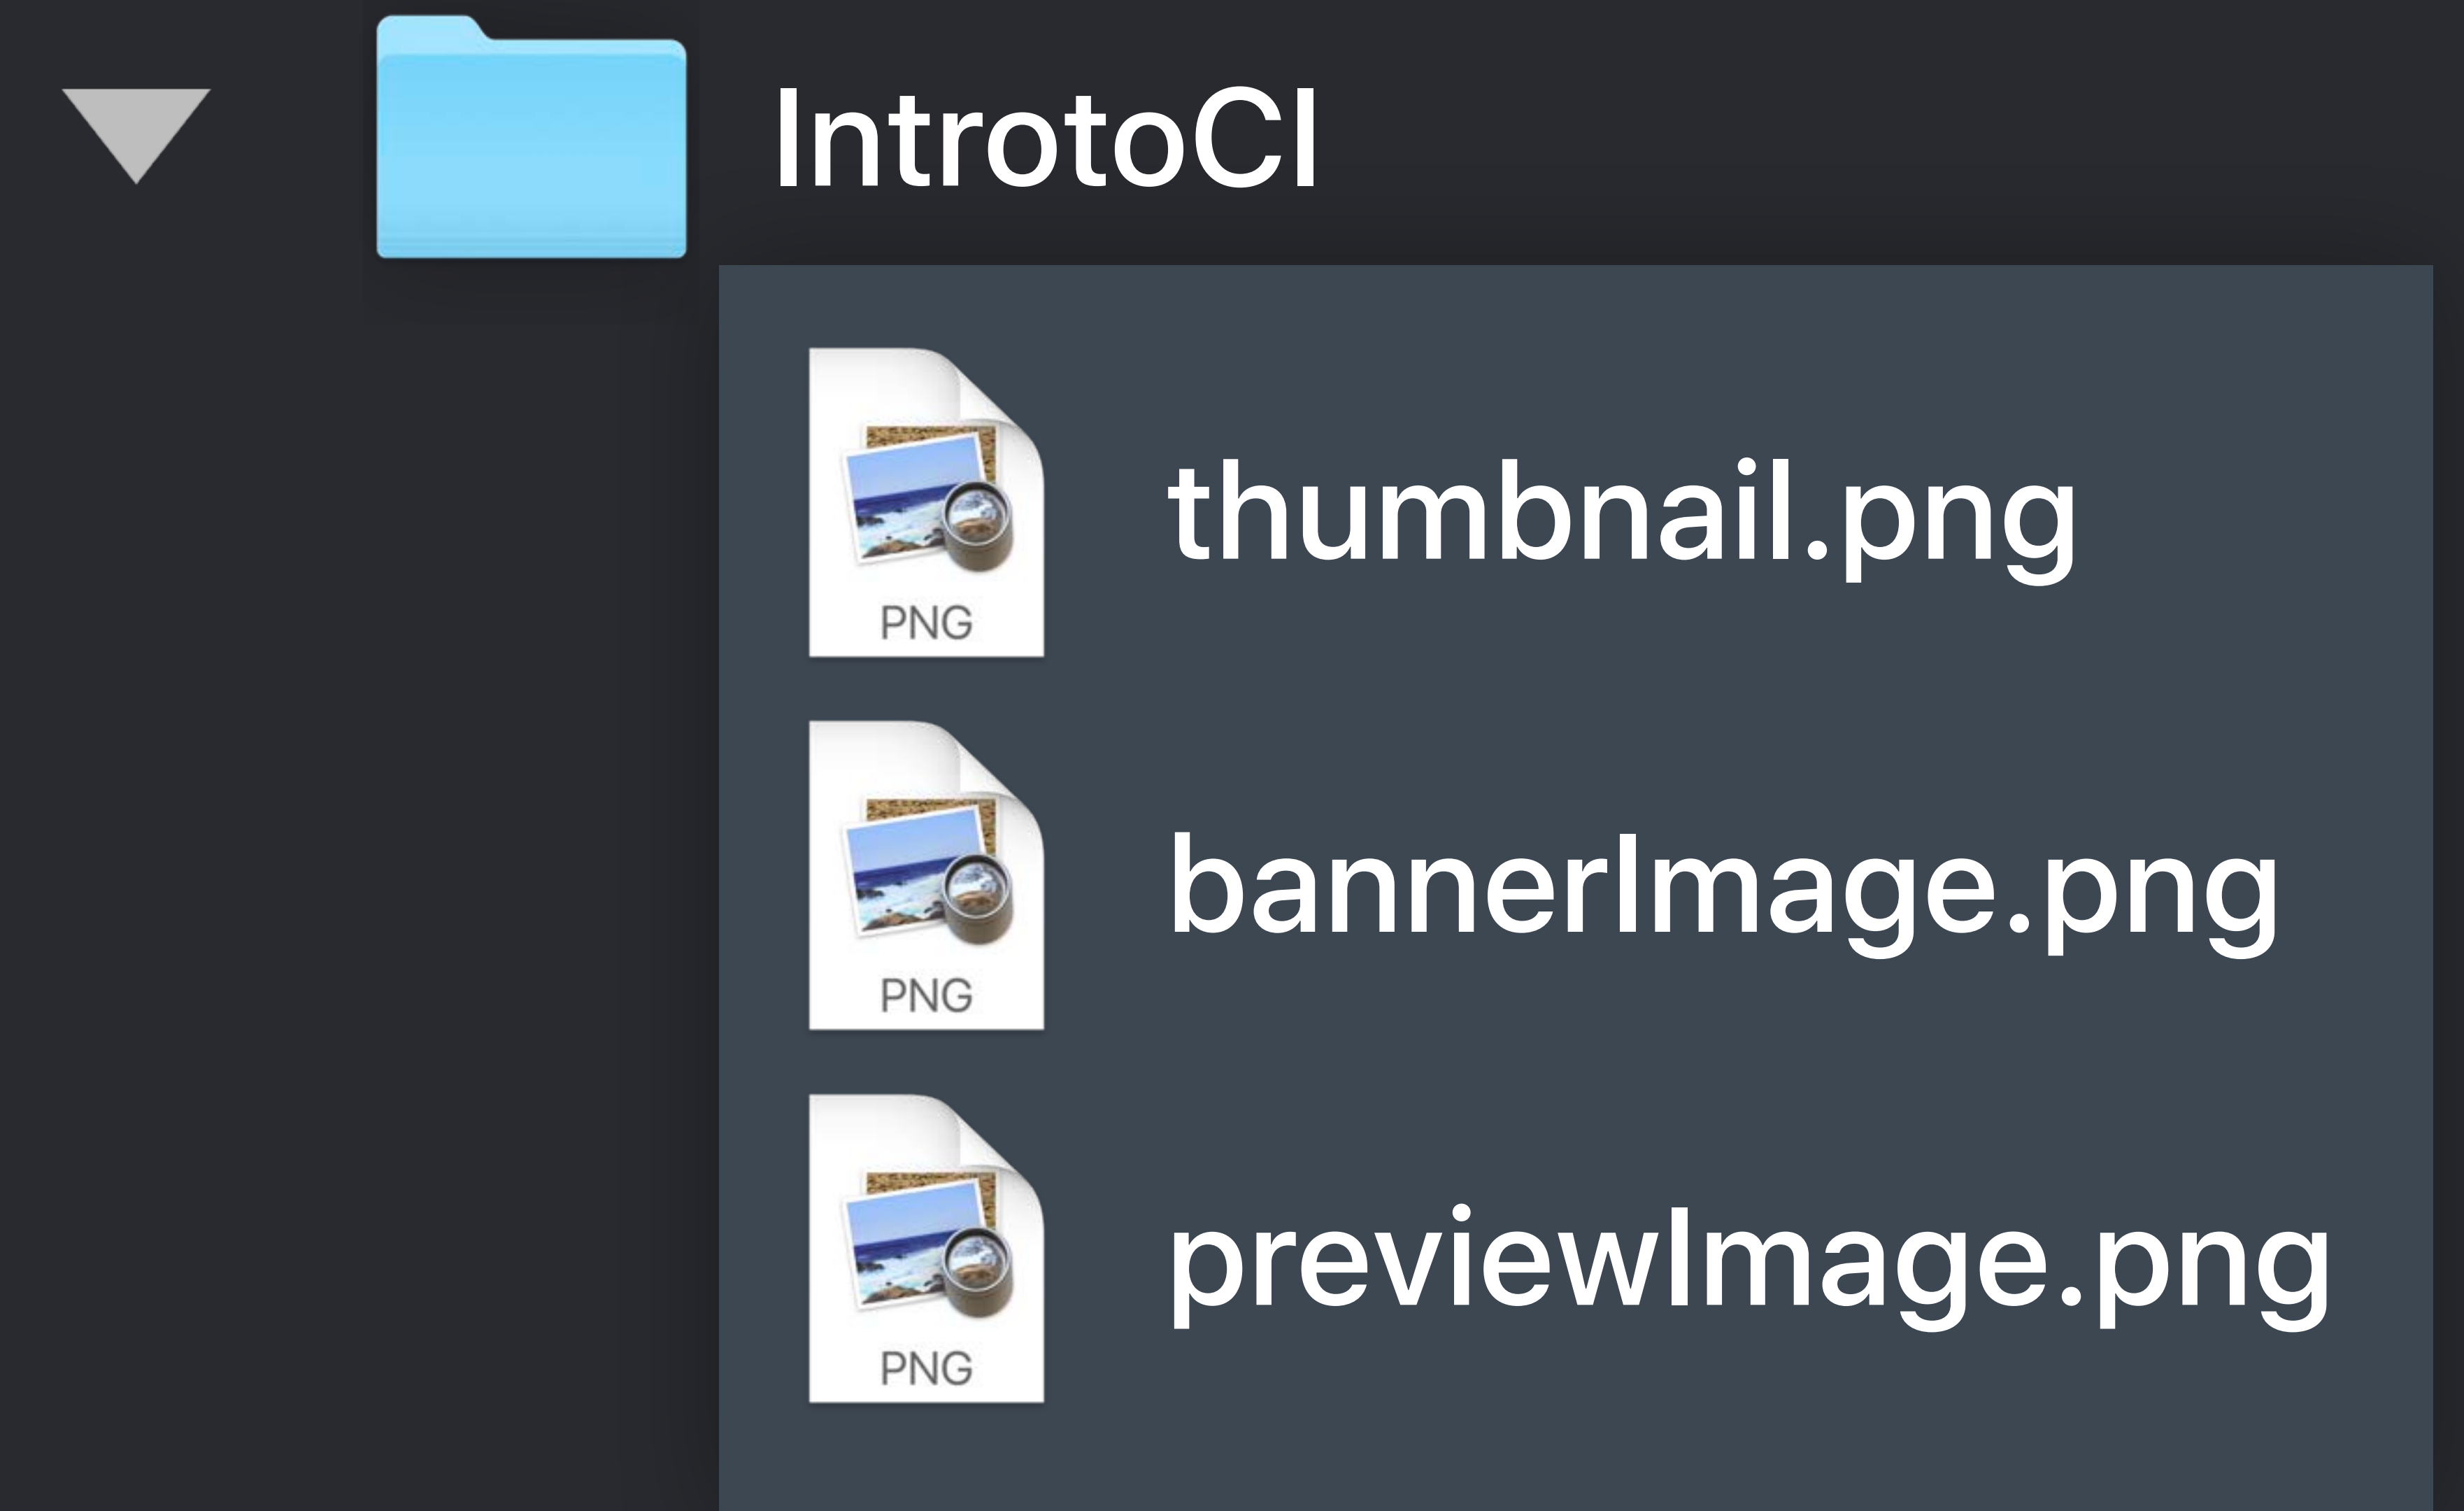 IntrotoCI
thumbnail.png
PNG
bannerImage.png
PNG
previewImage.png
PNG